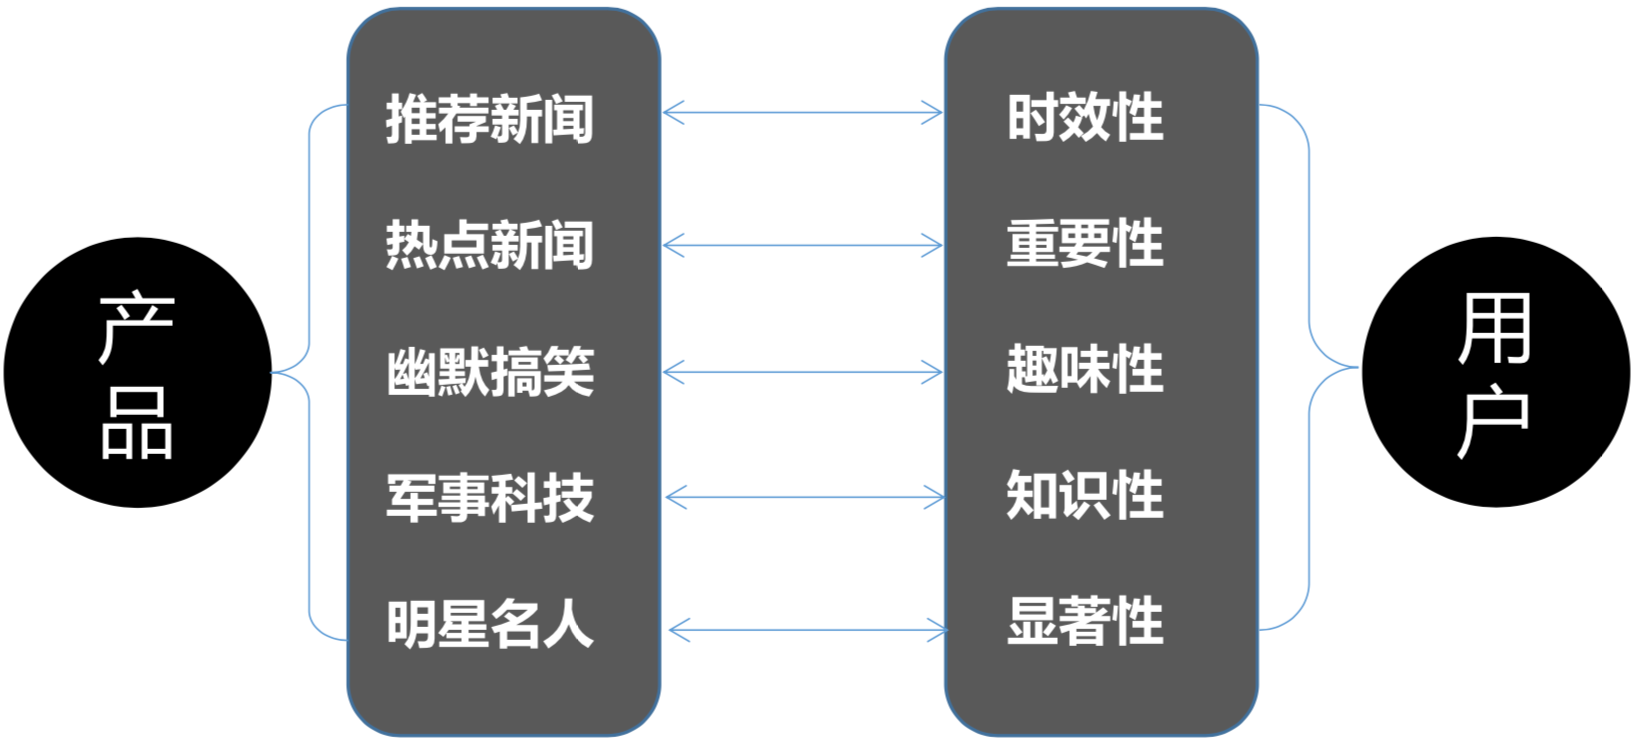 产品
推荐新闻
热点新闻
幽默搞笑
军事科技
明星名人
时效性
重要性
趣味性
知识性
显著性
用户